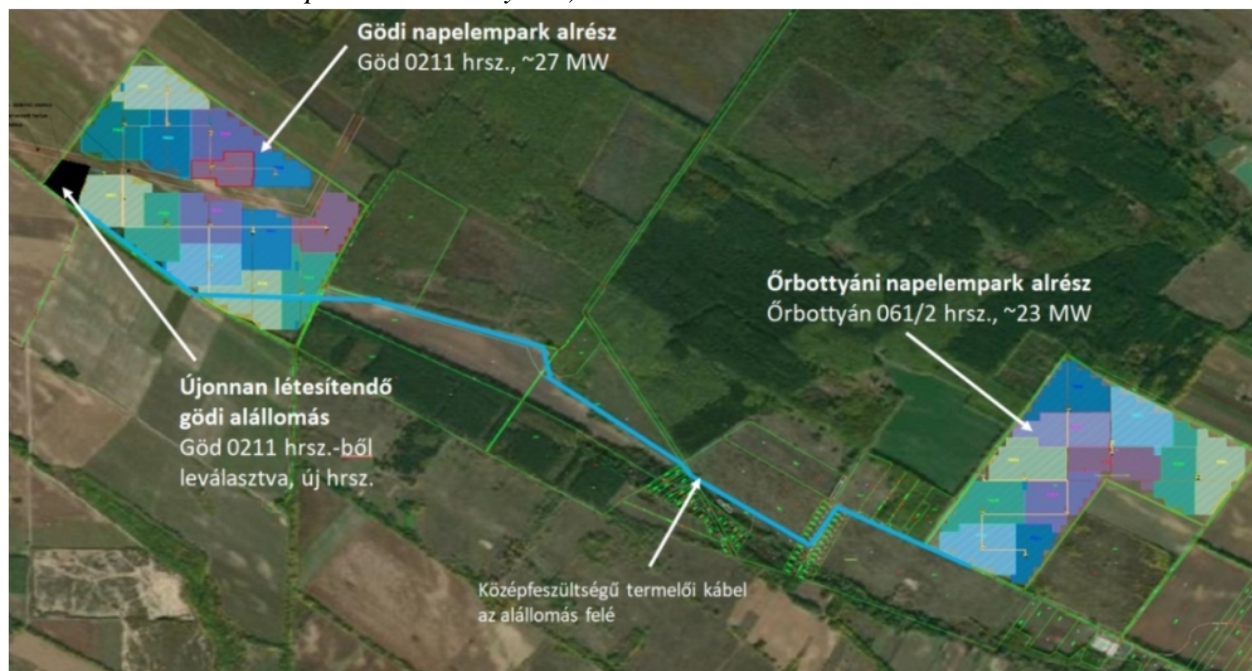 Gödi napelempark alrész
Göd 0211 hrsz., ~27 MW
Őrbottyáni napelempark alrész
Őrbottyán 061/2 hrsz., ~23 MW
Újonnan létesítendő
gödi alállomás
Göd 0211 hrsz.-ből
leválasztva, új hrsz.
Középfeszültségű termelői kábel
az alállomás felé